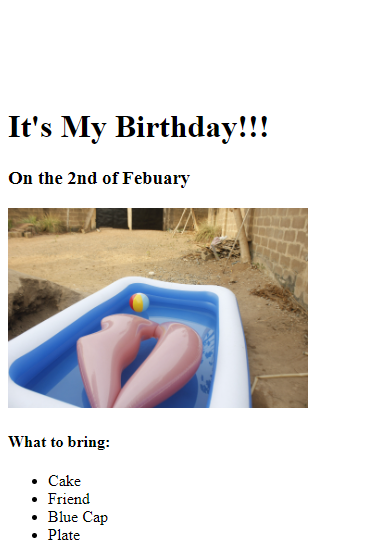 It's My Birthday!!!
On the 2nd of Febuary
What to bring:
Cake
Friend
Blue Cap
Plate